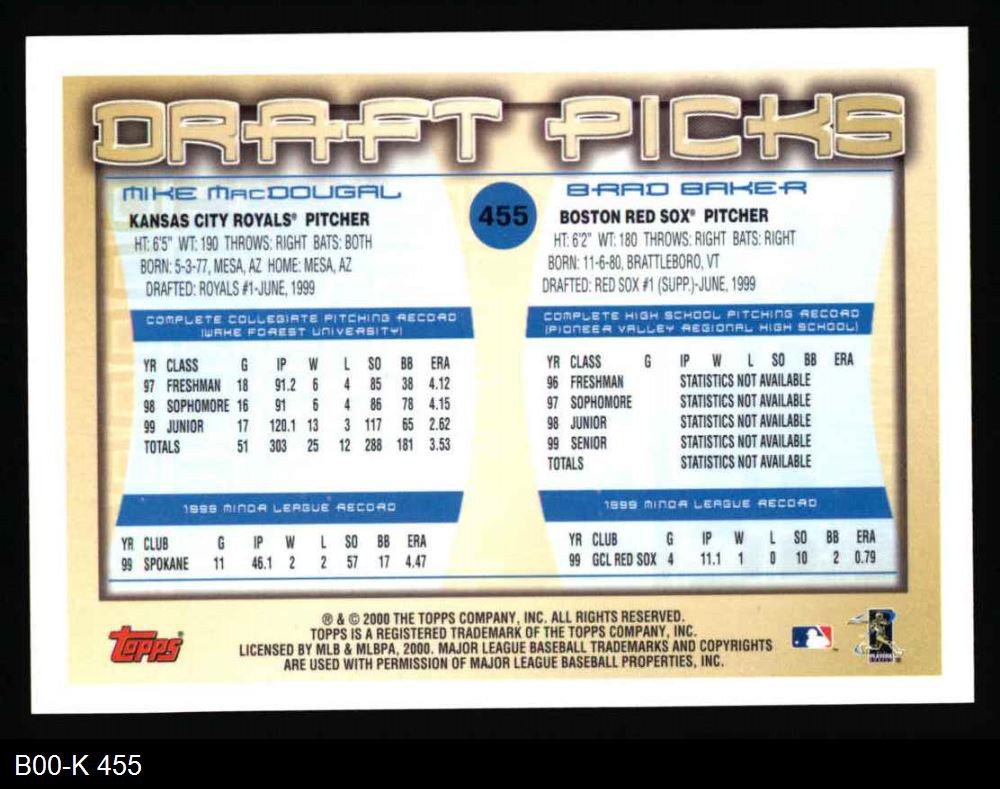 DRAFT PICKS
MIKE MacDOUGAL
KANSAS CITY ROYALS® PITCHER
HT: 6'5" WT: 190 THROWS: RIGHT BATS: BOTH
BORN: 5-3-77, MESA, AZ HOME: MESA, AZ
DRAFTED: ROYALS #1-JUNE, 1999
COMPLETE COLLEGIATE PITCHING RECORD
(WAKE FOREST UNIVERSITY)
YR CLASS G IP W L SO BB ERA
97 FRESHMAN 18 91.2 6 4 85 38 4.12
98 SOPHOMORE 16 91 6 4 86 78 4.15
99 JUNIOR 17 120.1 13 3 117 65 2.62
TOTALS 51 303 25 12 288 181 3.53
1999 MINOR LEAGUE RECORD
YR CLUB G IP W L SO BB ERA
99 SPOKANE 11 46.1 2 2 57 17 4.47
455
BRAD BAKER
BOSTON RED SOX® PITCHER
HT: 6'2" WT: 180 THROWS: RIGHT BATS: RIGHT
BORN: 11-6-80, BRATTLEBORO, VT
DRAFTED: RED SOX #1 (SUPP.)-JUNE, 1999
COMPLETE HIGH SCHOOL PITCHING RECORD
(PIONEER VALLEY REGIONAL HIGH SCHOOL)
YR CLASS G IP W L SO BB ERA
96 FRESHMAN STATISTICS NOT AVAILABLE
97 SOPHOMORE STATISTICS NOT AVAILABLE
98 JUNIOR STATISTICS NOT AVAILABLE
99 SENIOR STATISTICS NOT AVAILABLE
TOTALS STATISTICS NOT AVAILABLE
1999 MINOR LEAGUE RECORD
YR CLUB G IP W L SO BB ERA
99 GCL RED SOX 4 11.1 1 0 10 2 0.79
Topps®
® & © 2000 THE TOPPS COMPANY, INC. ALL RIGHTS RESERVED.
TOPPS IS A REGISTERED TRADEMARK OF THE TOPPS COMPANY, INC.
LICENSED BY MLB & MLBPA, 2000. MAJOR LEAGUE BASEBALL TRADEMARKS AND COPYRIGHTS
ARE USED WITH PERMISSION OF MAJOR LEAGUE BASEBALL PROPERTIES, INC.
B00-K 455